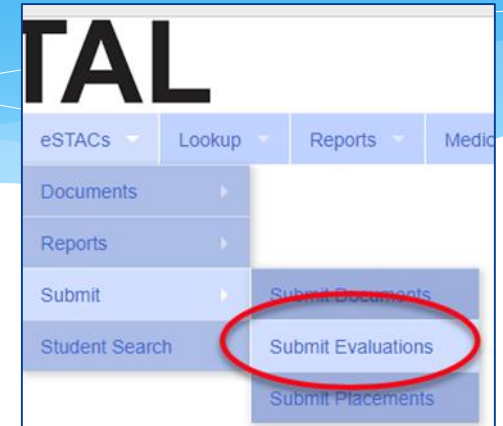 TAL
eSTACs Lookup Reports Medic
Documents
Reports
Submit Submit Documents
Student Search Submit Evaluations
Submit Placements